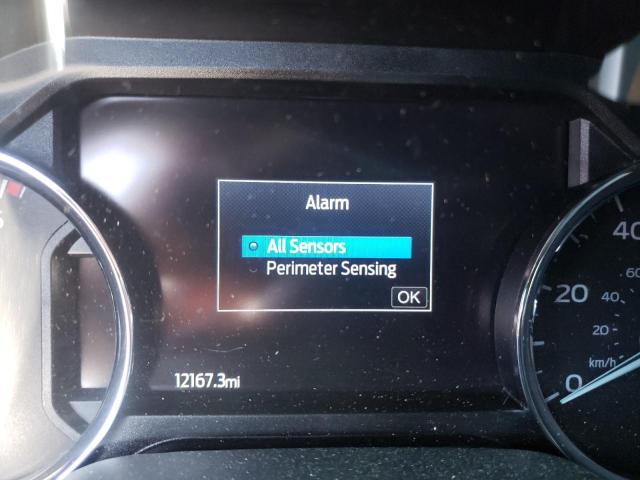 Alarm
All Sensors
Perimeter Sensing
OK
12167.3mi
40
60
20
40
20
km/h
0